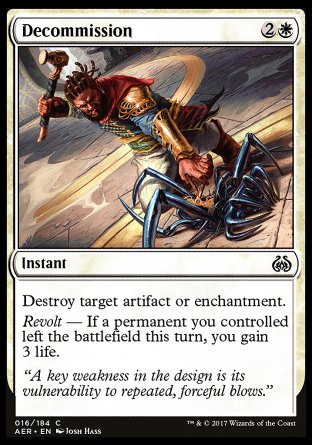 Decommission 2
Instant
Destroy target artifact or enchantment.
Revolt — If a permanent you controlled
left the battlefield this turn, you gain
3 life.
“A key weakness in the design is its
vulnerability to repeated, forceful blows.”
016/184 C
AER • EN Josh Hass ™ & © 2017 Wizards of the Coast